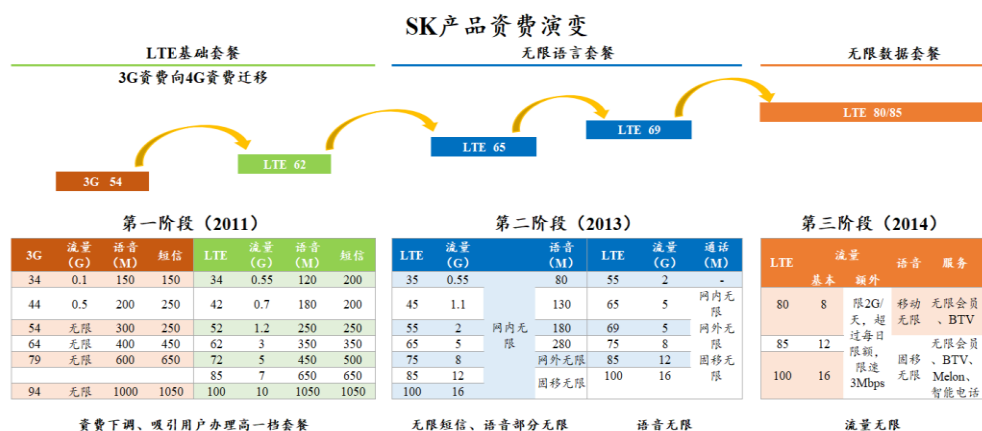 SK产品资费演变
LTE基础套餐
无限语言套餐
无限数据套餐
3G资费向4G资费迁移
3G 54
LTE 62
LTE 65
LTE 69
LTE 80/85
第一阶段（2011）
3G 流量（G） 语音（M） 短信 LTE 流量（G） 语音（M） 短信
34 0.1 150 150 34 0.55 120 200
44 0.5 200 250 42 0.7 180 200
54 无限 300 250 52 1.2 250 250
64 无限 400 450 62 3 350 350
79 无限 600 650 72 5 450 500
85 7 650 650
94 无限 1000 1050 100 10 1050 1050
资费下调、吸引用户办理高一档套餐
第二阶段（2013）
LTE 流量（G） 语音（M） LTE 流量（G） 通话（M）
35 0.55 80 55 2 -
45 1.1 130 65 5
55 2 180 69 5
65 5 280 75 8
75 8 网外无限 85 12
85 12 固移无限 100 16
100 16
网内无限
网内无限
网外无限
固移无限
无限短信、语音部分无限
语音无限
第三阶段（2014）
LTE 流量 语音 服务
基本 额外
80 8 移动无限 无限会员、BTV
85 12
100 16
限2G/天，超过每日限额，限速3Mbps
固移无限
无限会员、BTV、Melon、智能电话
流量无限